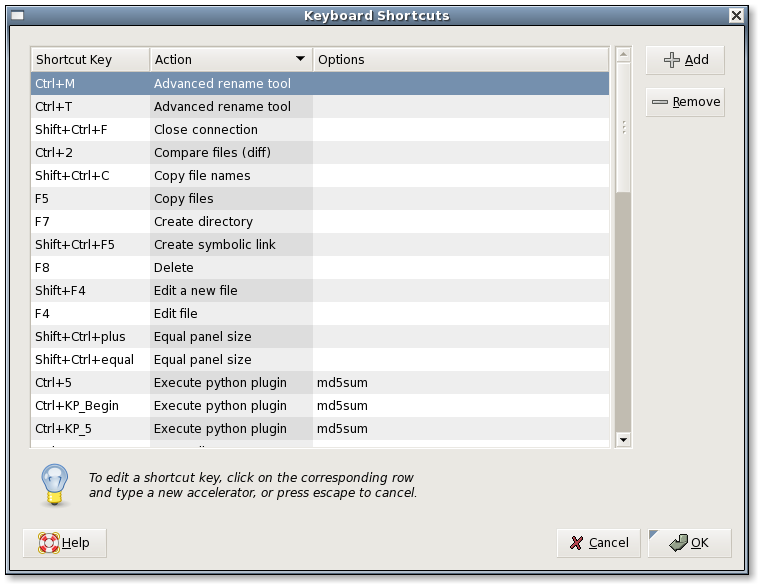 Keyboard Shortcuts
Shortcut Key Action Options
Ctrl+M Advanced rename tool
Ctrl+T Advanced rename tool
Shift+Ctrl+F Close connection
Ctrl+2 Compare files (diff)
Shift+Ctrl+C Copy file names
F5 Copy files
F7 Create directory
Shift+Ctrl+F5 Create symbolic link
F8 Delete
Shift+F4 Edit a new file
F4 Edit file
Shift+Ctrl+plus Equal panel size
Shift+Ctrl+equal Equal panel size
Ctrl+5 Execute python plugin md5sum
Ctrl+KP_Begin Execute python plugin md5sum
Ctrl+KP_5 Execute python plugin md5sum
Add
Remove
To edit a shortcut key, click on the corresponding row
and type a new accelerator, or press escape to cancel.
Help Cancel OK